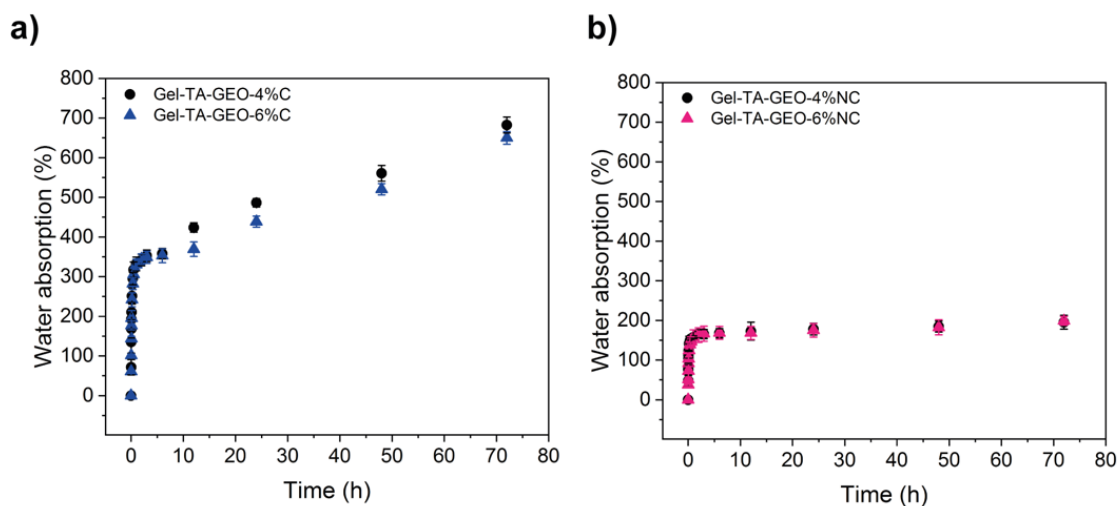 a)
800
700
600
500
400
300
200
100
0
Water absorption (%)
Gel-TA-GEO-4%C
Gel-TA-GEO-6%C
0 10 20 30 40 50 60 70 80
Time (h)
b)
800
700
600
500
400
300
200
100
0
Water absorption (%)
Gel-TA-GEO-4%NC
Gel-TA-GEO-6%NC
0 10 20 30 40 50 60 70 80
Time (h)